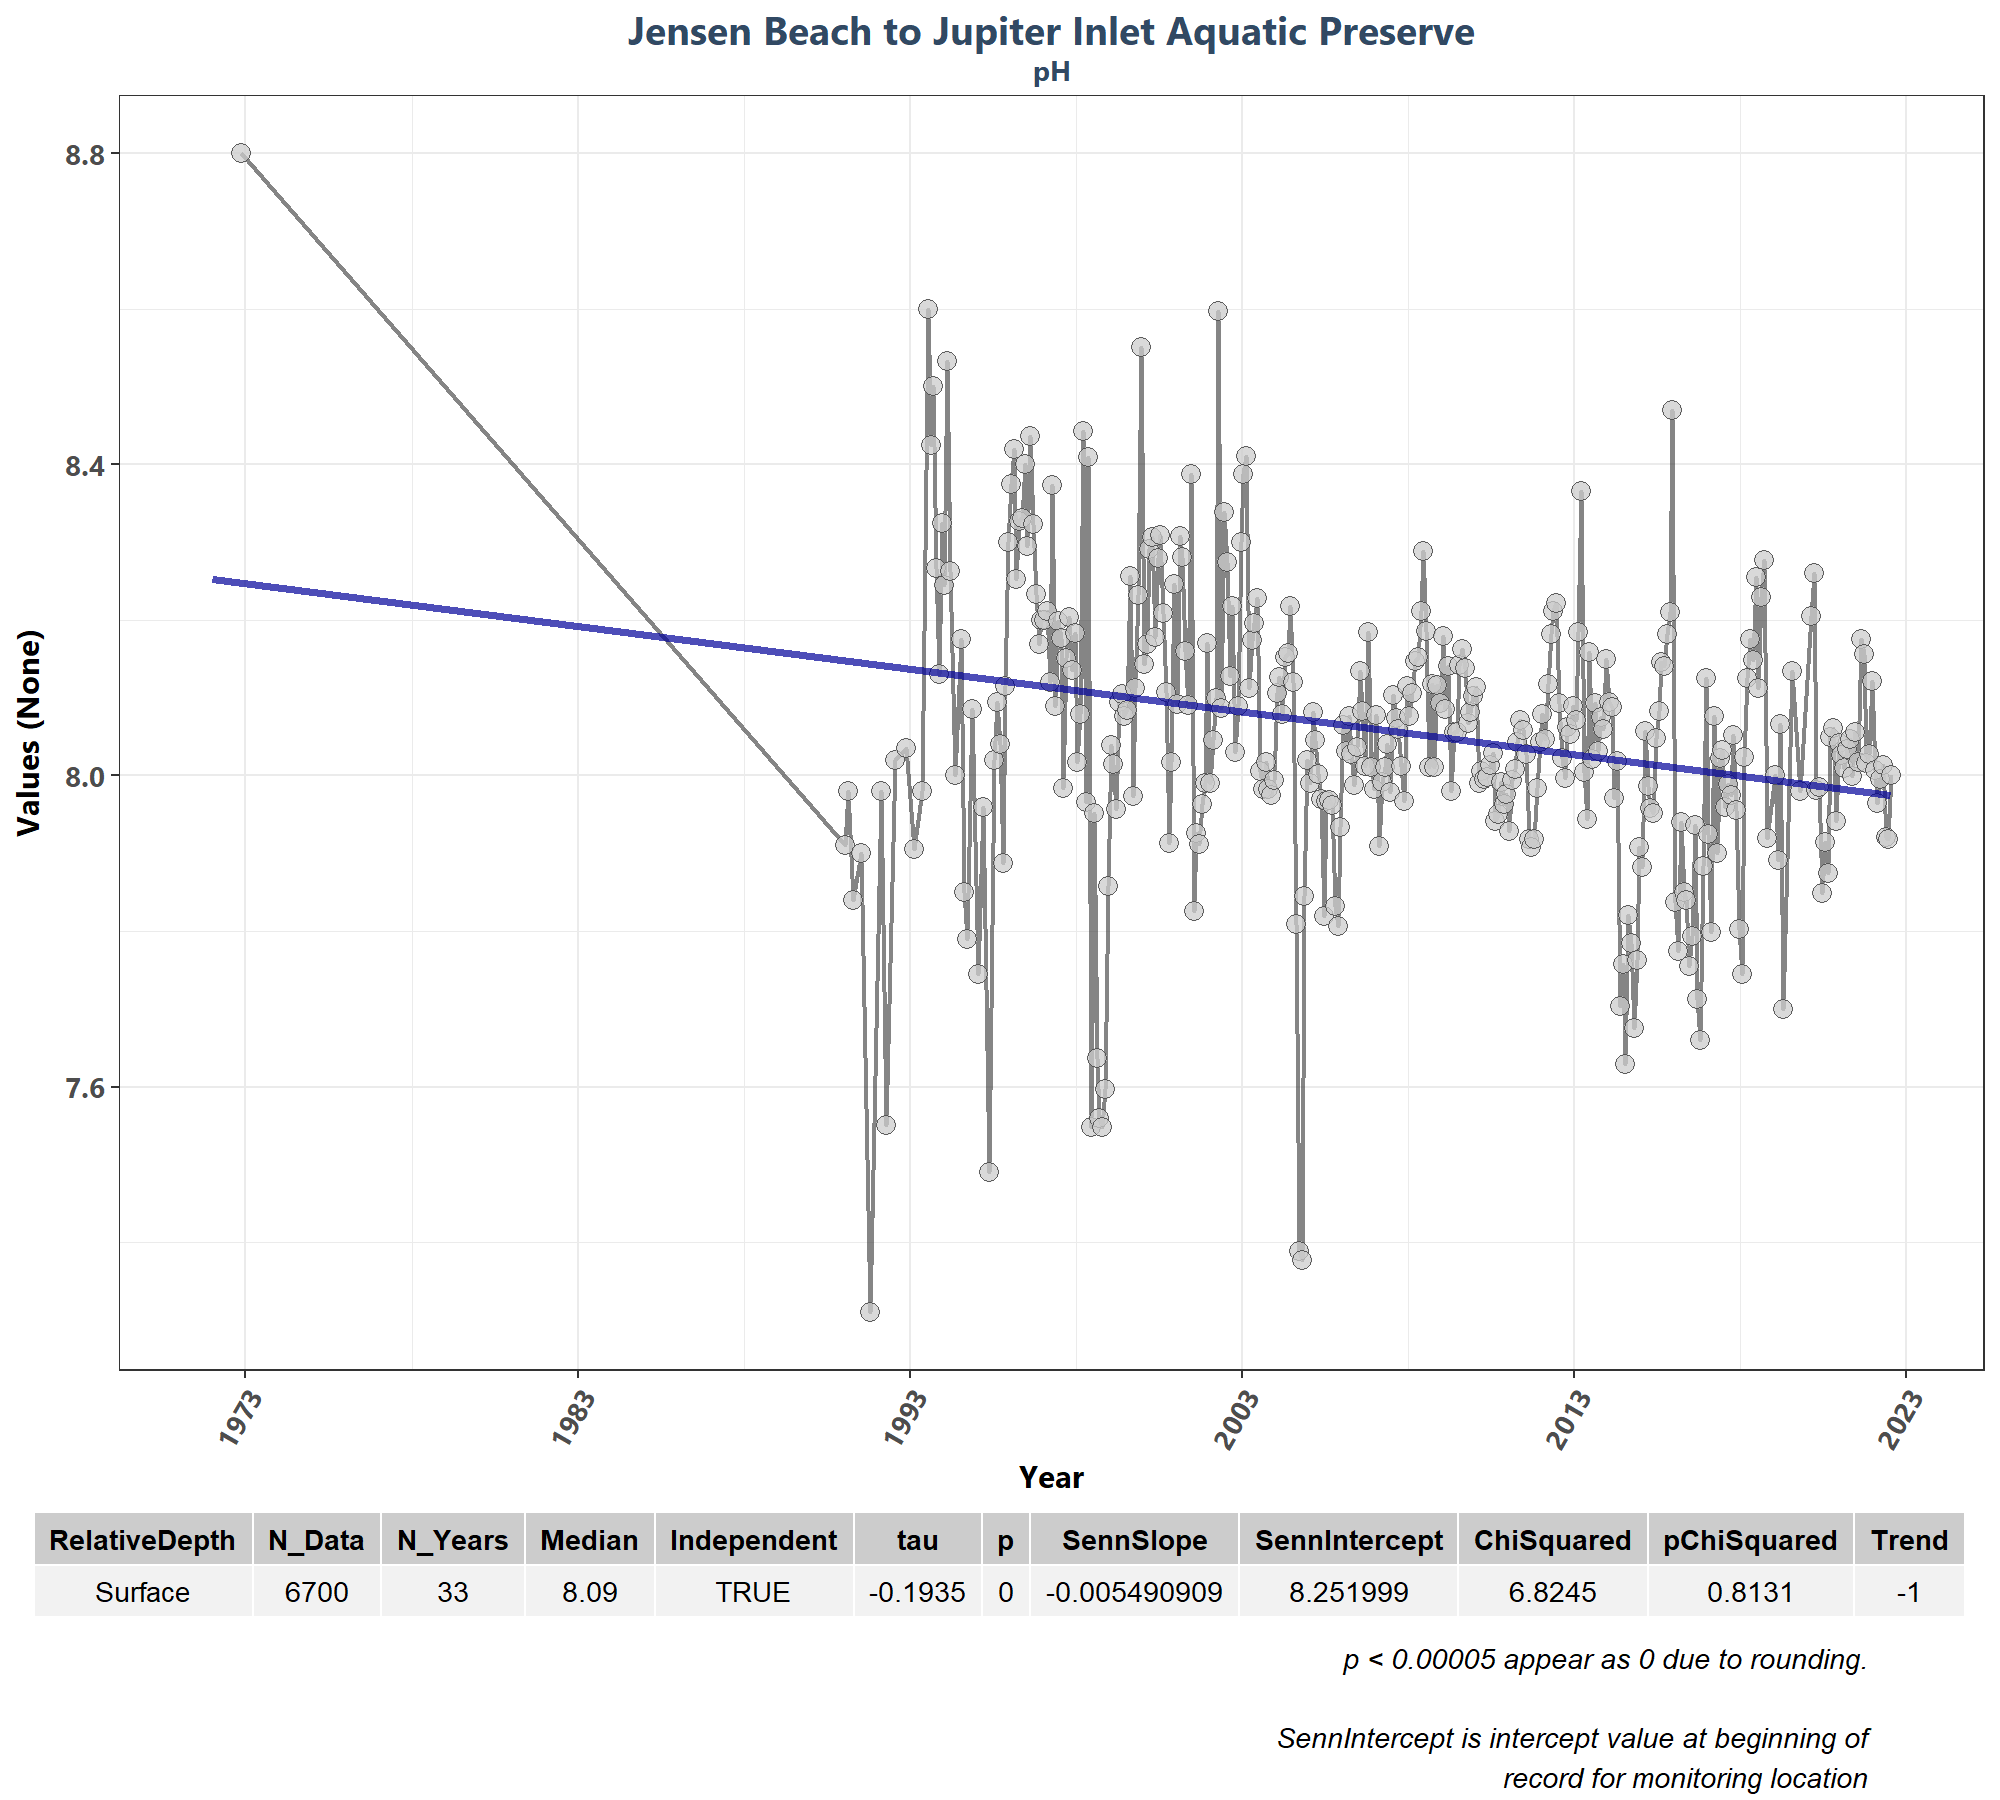 Jensen Beach to Jupiter Inlet Aquatic Preserve
pH
8.8
8.4
8.0
7.6
Values (None)
1973 1983 1993 2003 2013 2023
Year
RelativeDepth N_Data N_Years Median Independent tau p SennSlope SennIntercept ChiSquared pChiSquared Trend
Surface 6700 33 8.09 TRUE -0.1935 0 -0.005490909 8.251999 6.8245 0.8131 -1
p < 0.00005 appear as 0 due to rounding.
SennIntercept is intercept value at beginning of
record for monitoring location